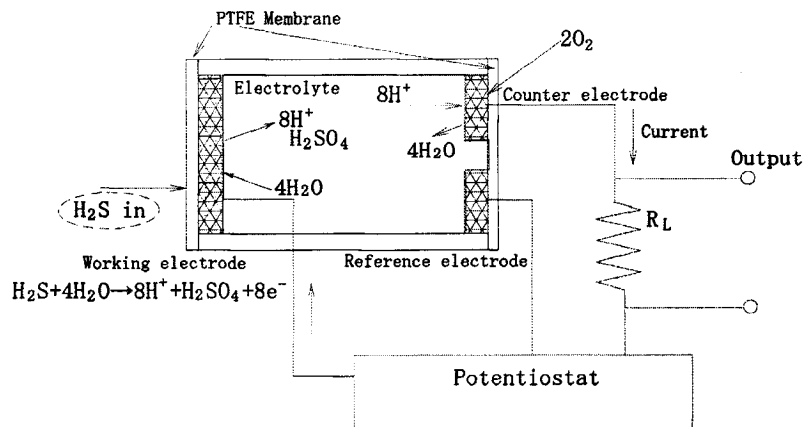 PTFE Membrane
2O₂
Electrolyte
8H⁺
Counter electrode
8H⁺
H₂SO₄
4H₂O
Current
Output
4H₂O
H₂S in
R_L
Working electrode
Reference electrode
H₂S+4H₂O→8H⁺+H₂SO₄+8e⁻
Potentiostat